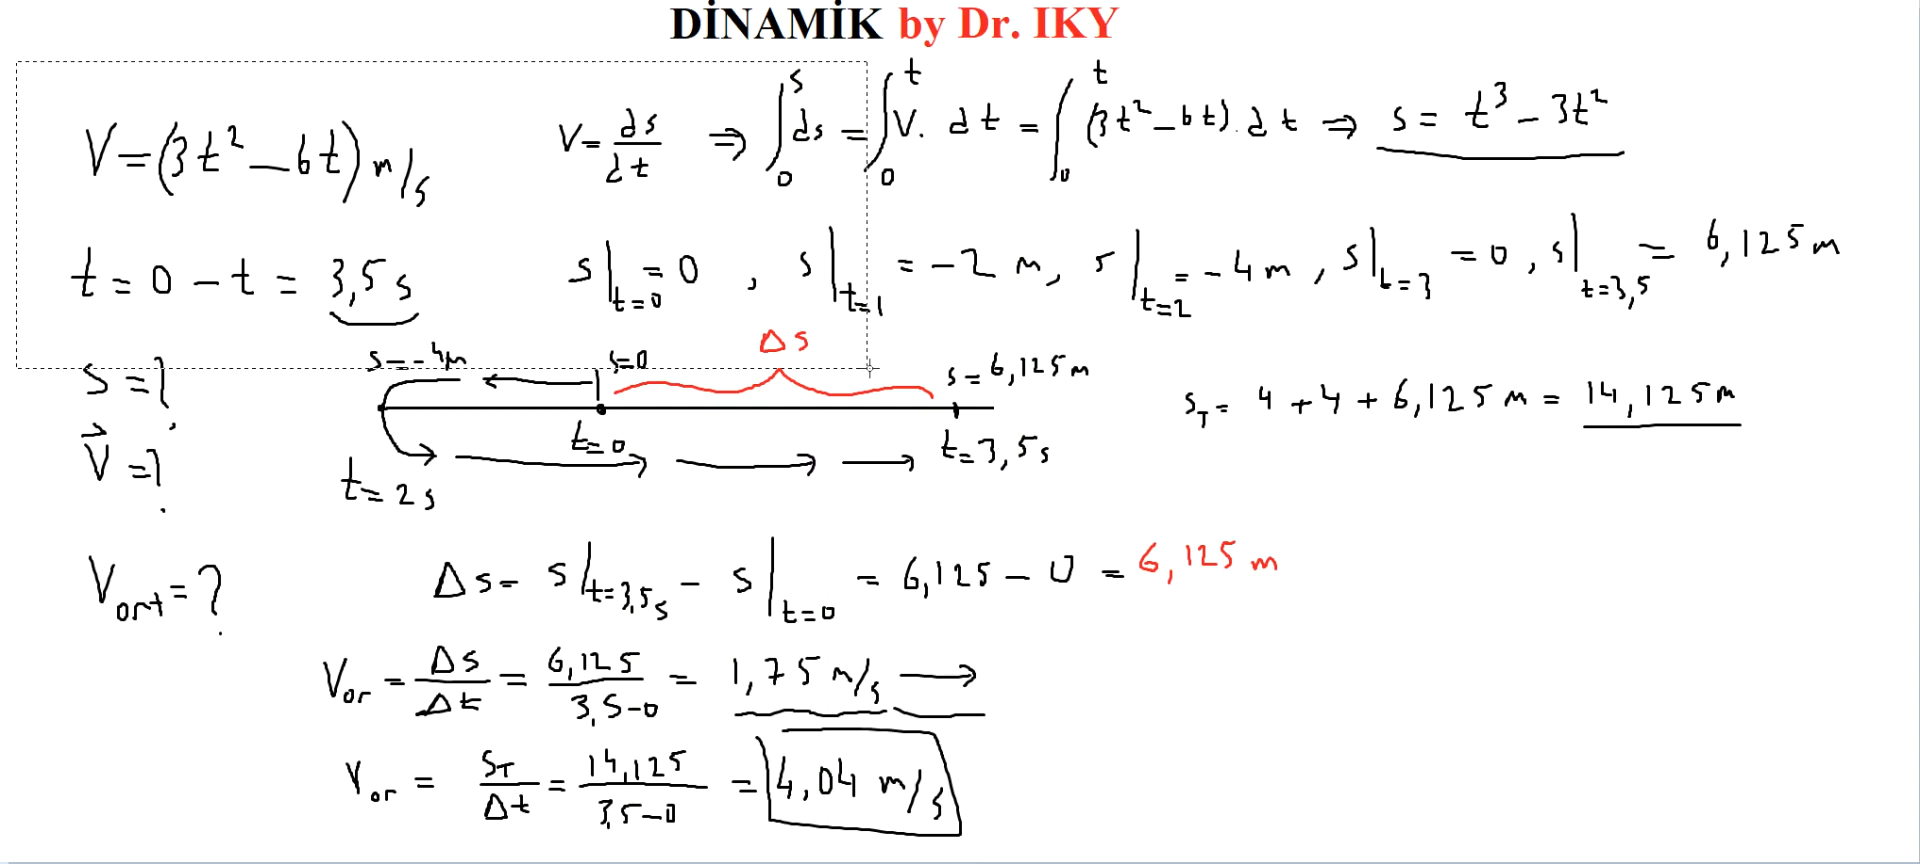 DİNAMİK by Dr. IKY
V=(3t²-6t) m/s
V=ds/dt ⇒ ∫₀ˢ ds = ∫₀ᵗ V. dt = ∫₀ᵗ (3t²-6t).dt ⇒ s= t³-3t²
t=0-t= 3,5 s
s|t=0 =0 , s|t=1 =-2 m, s|t=2 =-4 m, s|t=3 =0, s|t=3,5 = 6,125 m
Δs
s=-4m
s=0
s=6,125 m
s=?
sT= 4+4+6,125 m= 14,125 m
t=0
t=3,5 s
V⃗=?
t=2 s
Vort=?
Δs= s|t=3,5s - s|t=0 = 6,125-0 = 6,125 m
Vor = Δs/Δt = 6,125/3,5-0 = 1,75 m/s →
Vor = sT/Δt = 14,125/3,5-0 = 4,04 m/s